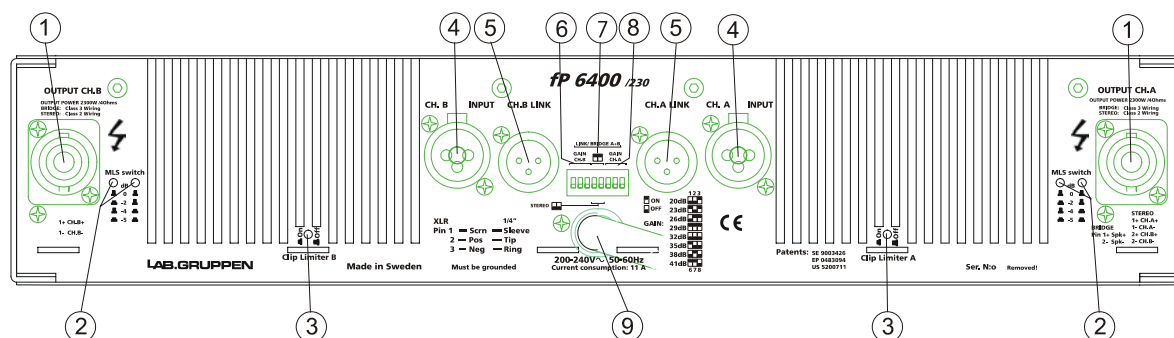 1 4 5 6 7 8 5 4 1
OUTPUT CH.B
OUTPUT POWER 2300W /4Ohms
BRIDGE: Class 3 Wiring
STEREO: Class 2 Wiring
MLS switch
dB
0
-2
-4
-5
1+ CH.B+
1- CH.B-
LAB.GRUPPEN
On
Off
Clip Limiter B
Made in Sweden
fP 6400 /230
CH. B INPUT
CH.B LINK
LINK/ BRIDGE A+B
GAIN CH.B
GAIN CH.A
STEREO
CH.A LINK
CH. A INPUT
XLR 1/4"
Pin 1 Scrn Sleeve
2 Pos Tip
3 Neg Ring
Must be grounded
200-240V~ 50-60Hz
Current consumption: 11 A
ON
OFF
GAIN:
1 2 3
20dB
23dB
26dB
29dB
32dB
35dB
38dB
41dB
6 7 8
CE
Patents: SE 9003426
EP 0483094
US 5200711
On
Off
Clip Limiter A
Ser. N:o Removed!
OUTPUT CH.A
OUTPUT POWER 2300W /4Ohms
BRIDGE: Class 3 Wiring
STEREO: Class 2 Wiring
MLS switch
dB
0
-2
-4
-5
BRIDGE
Pin 1+ Spk+
2- Spk-
STEREO
1+ CH.A+
1- CH.A-
2+ CH.B+
2- CH.B-
2 3 9 3 2